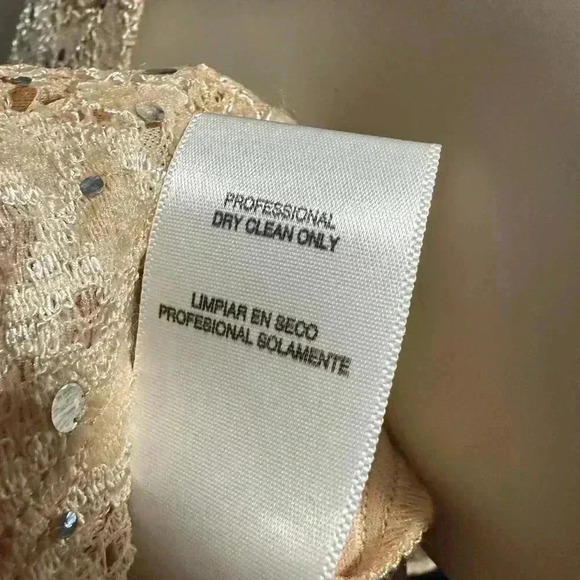 PROFESSIONAL
DRY CLEAN ONLY
LIMPIAR EN SECO
PROFESIONAL SOLAMENTE